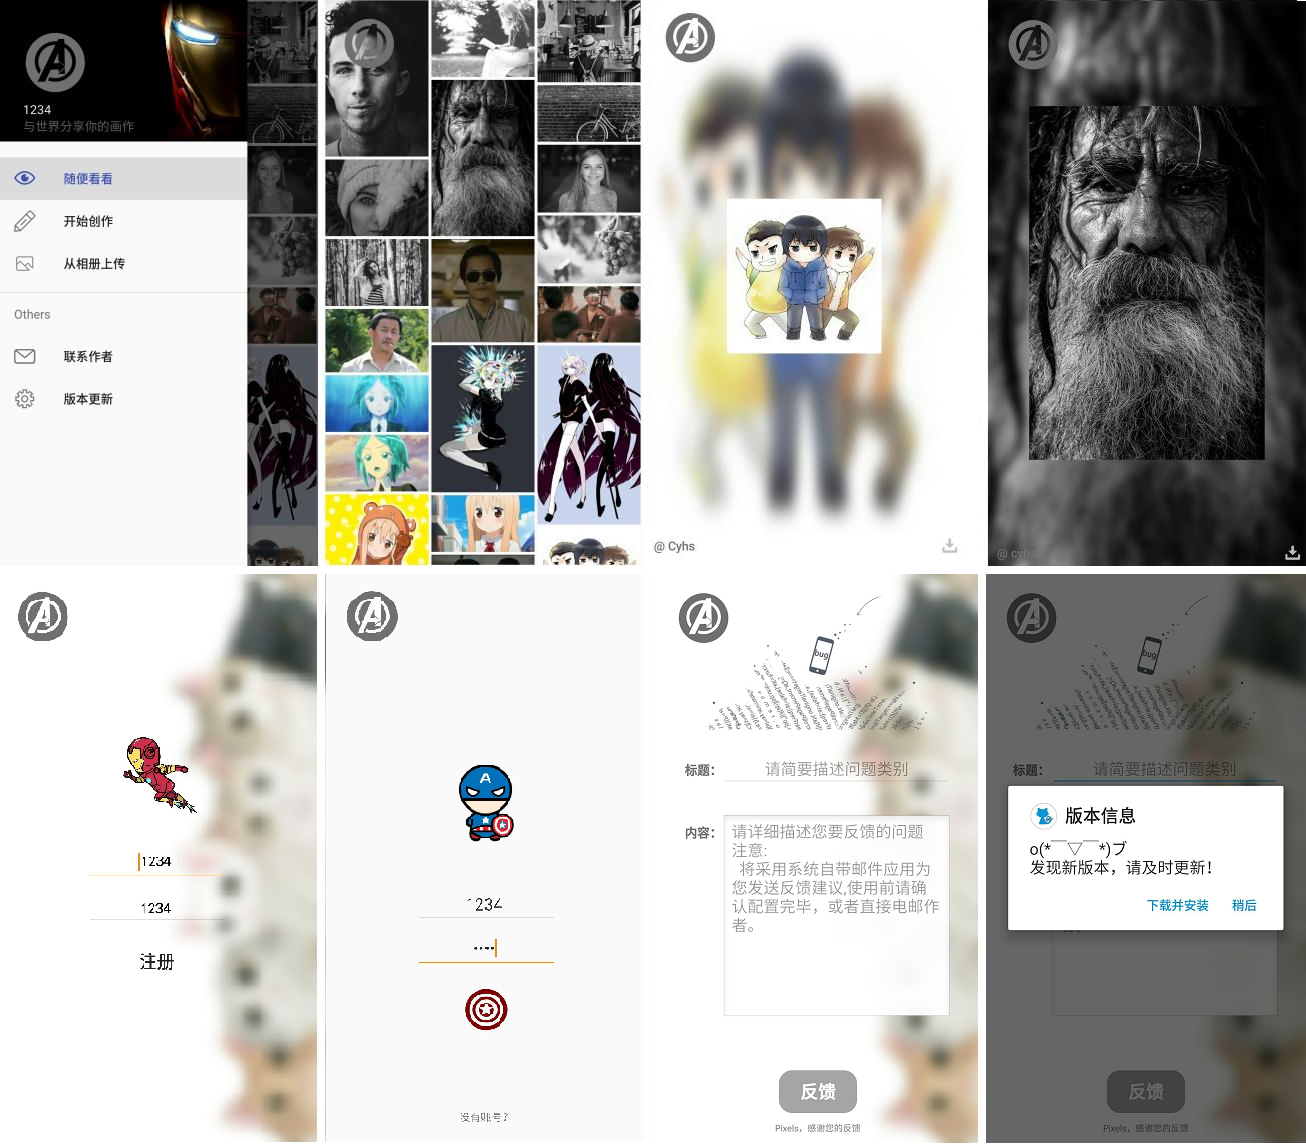 1234
与世界分享你的画作
随便看看
开始创作
从相册上传
Others
联系作者
版本更新
@ Cyhs
@ cyhs
1234
1234
注册
1234
没有账号?
bug
标题:
请简要描述问题类别
内容:
请详细描述您要反馈的问题
注意:
将采用系统自带邮件应用为
您发送反馈建议,使用前请确
认配置完毕，或者直接电邮作
者。
反馈
Pixels，感谢您的反馈
bug
标题:
请简要描述问题类别
版本信息
o(*￣▽￣*)ブ
发现新版本，请及时更新!
下载并安装
稍后
反馈
Pixels，感谢您的反馈